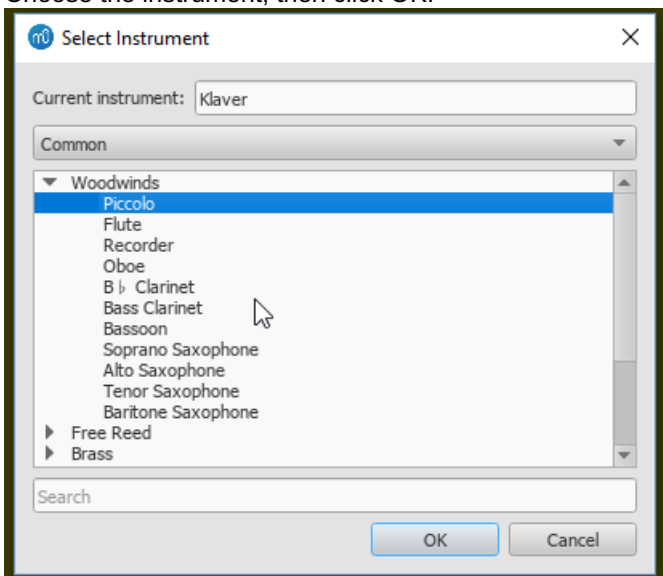 Choose the instrument, then click OK.
Select Instrument
Current instrument: Klaver
Common
Woodwinds
Piccolo
Flute
Recorder
Oboe
B♭ Clarinet
Bass Clarinet
Bassoon
Soprano Saxophone
Alto Saxophone
Tenor Saxophone
Baritone Saxophone
Free Reed
Brass
Search
OK Cancel